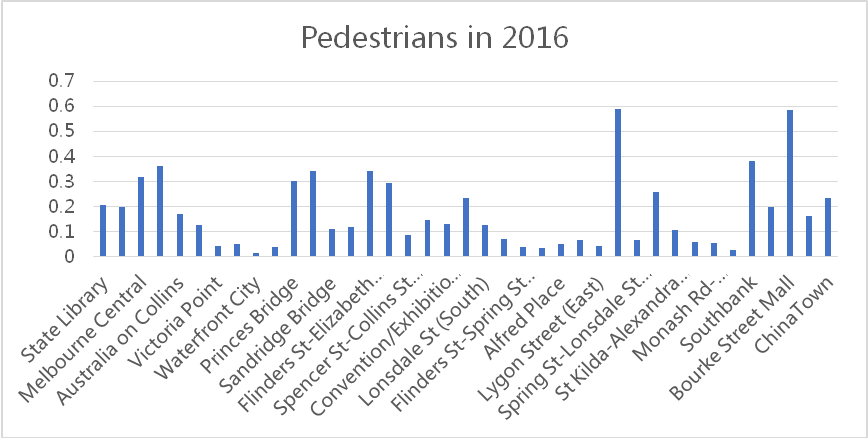 Pedestrians in 2016
0.7
0.6
0.5
0.4
0.3
0.2
0.1
0
State Library
Melbourne Central
Australia on Collins
Victoria Point
Waterfront City
Princes Bridge
Sandridge Bridge
Flinders St-Elizabeth…
Spencer St-Collins St…
Convention/Exhibitio…
Lonsdale St (South)
Flinders St-Spring St…
Alfred Place
Lygon Street (East)
Spring St-Lonsdale St…
St Kilda-Alexandra…
Monash Rd-…
Southbank
Bourke Street Mall
ChinaTown